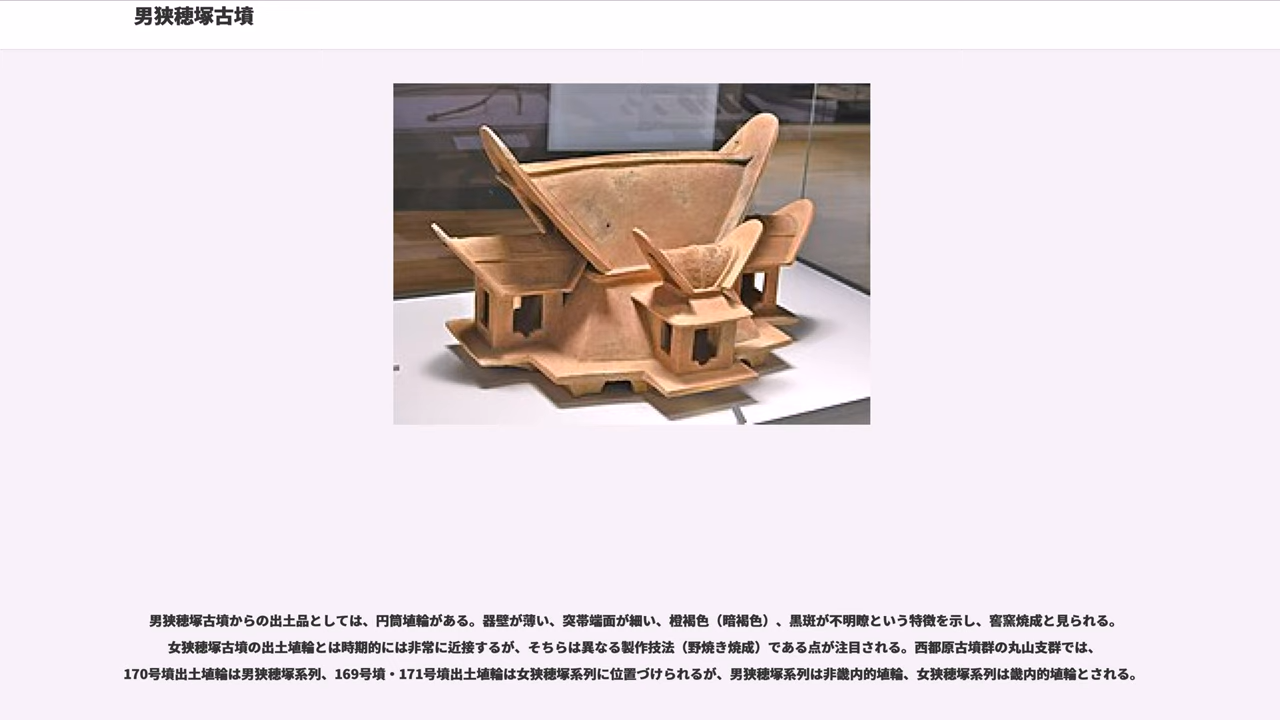 男狭穂塚古墳
男狭穂塚古墳からの出土品としては、円筒埴輪がある。器壁が薄い、突帯端面が細い、橙褐色（暗褐色）、黒斑が不明瞭という特徴を示し、窖窯焼成と見られる。
女狭穂塚古墳の出土埴輪とは時期的には非常に近接するが、そちらは異なる製作技法（野焼き焼成）である点が注目される。西都原古墳群の丸山支群では、
170号墳出土埴輪は男狭穂塚系列、169号墳・171号墳出土埴輪は女狭穂塚系列に位置づけられるが、男狭穂塚系列は非畿内的埴輪、女狭穂塚系列は畿内的埴輪とされる。